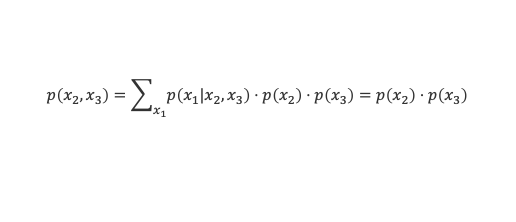 p(x₂, x₃) = ∑ₓ₁ p(x₁|x₂, x₃) · p(x₂) · p(x₃) = p(x₂) · p(x₃)